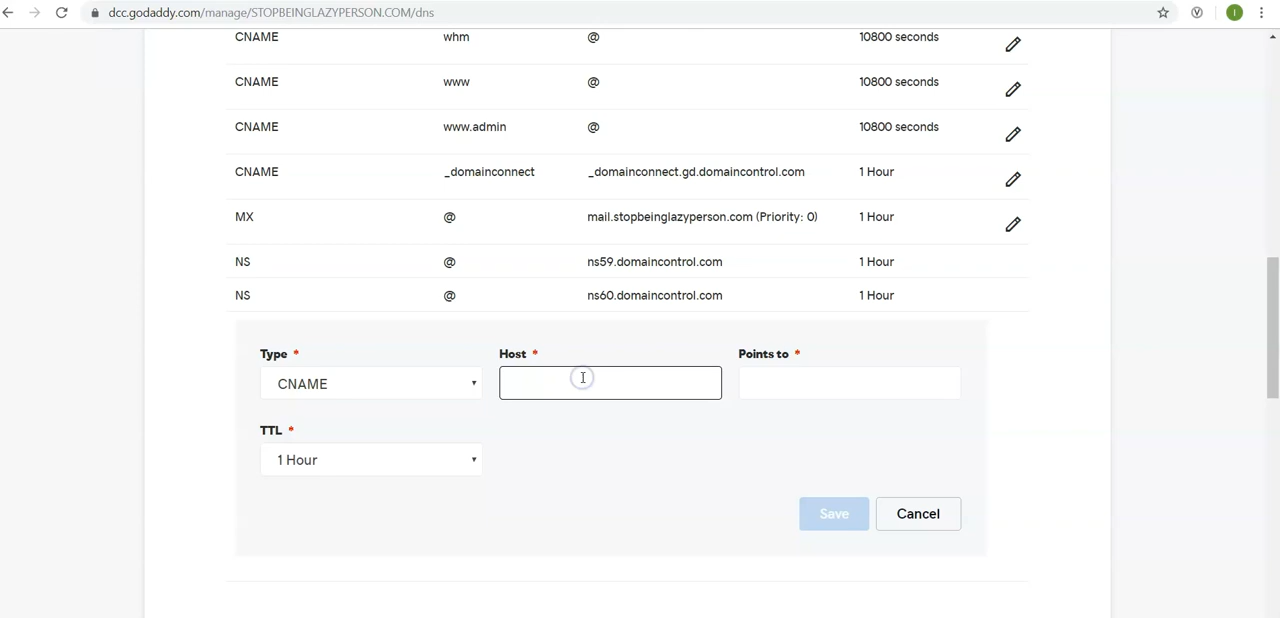 dcc.godaddy.com/manage/STOPBEINGLAZYPERSON.COM/dns
V
I
CNAME whm @ 10800 seconds
CNAME www @ 10800 seconds
CNAME www.admin @ 10800 seconds
CNAME _domainconnect _domainconnect.gd.domaincontrol.com 1 Hour
MX @ mail.stopbeinglazyperson.com (Priority: 0) 1 Hour
NS @ ns59.domaincontrol.com 1 Hour
NS @ ns60.domaincontrol.com 1 Hour
Type * Host * Points to *
CNAME
TTL *
1 Hour
Save Cancel